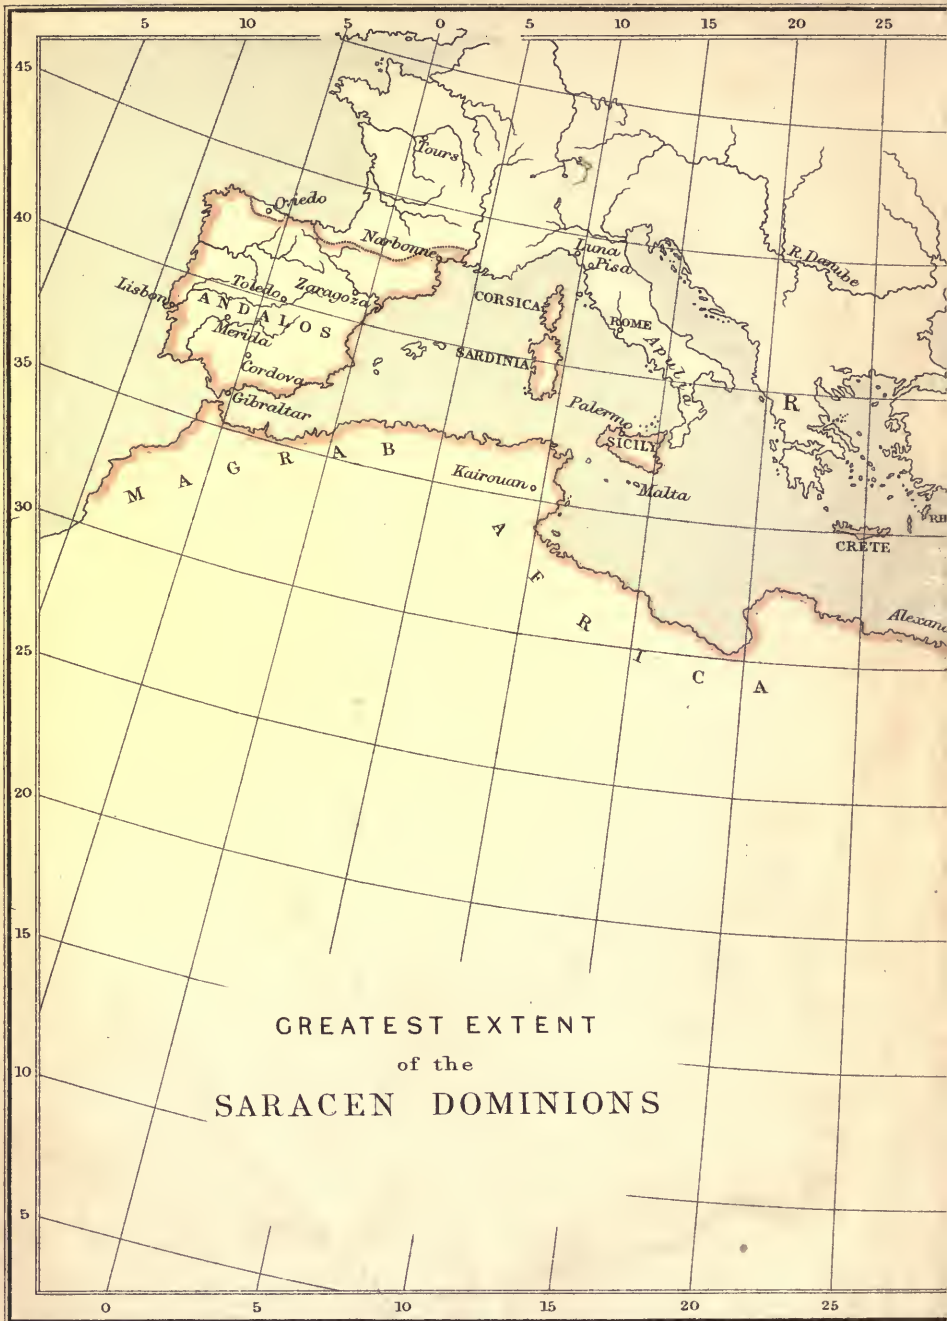 5 10 5 0 5 10 15 20 25
45
40
35
30
25
20
15
10
5
Tours
Oviedo
Narbonne
Luna
Pisa
R. Danube
Lisbon
Toledo
Zaragoza
CORSICA
ANDALOS
Merida
ROME
Apulia
SARDINIA
Cordova
Gibraltar
Palermo
R
SICILY
MAGRAB
Kairouan
Malta
RH
CRETE
AFRICA
Alexand
GREATEST EXTENT
of the
SARACEN DOMINIONS
0 5 10 15 20 25